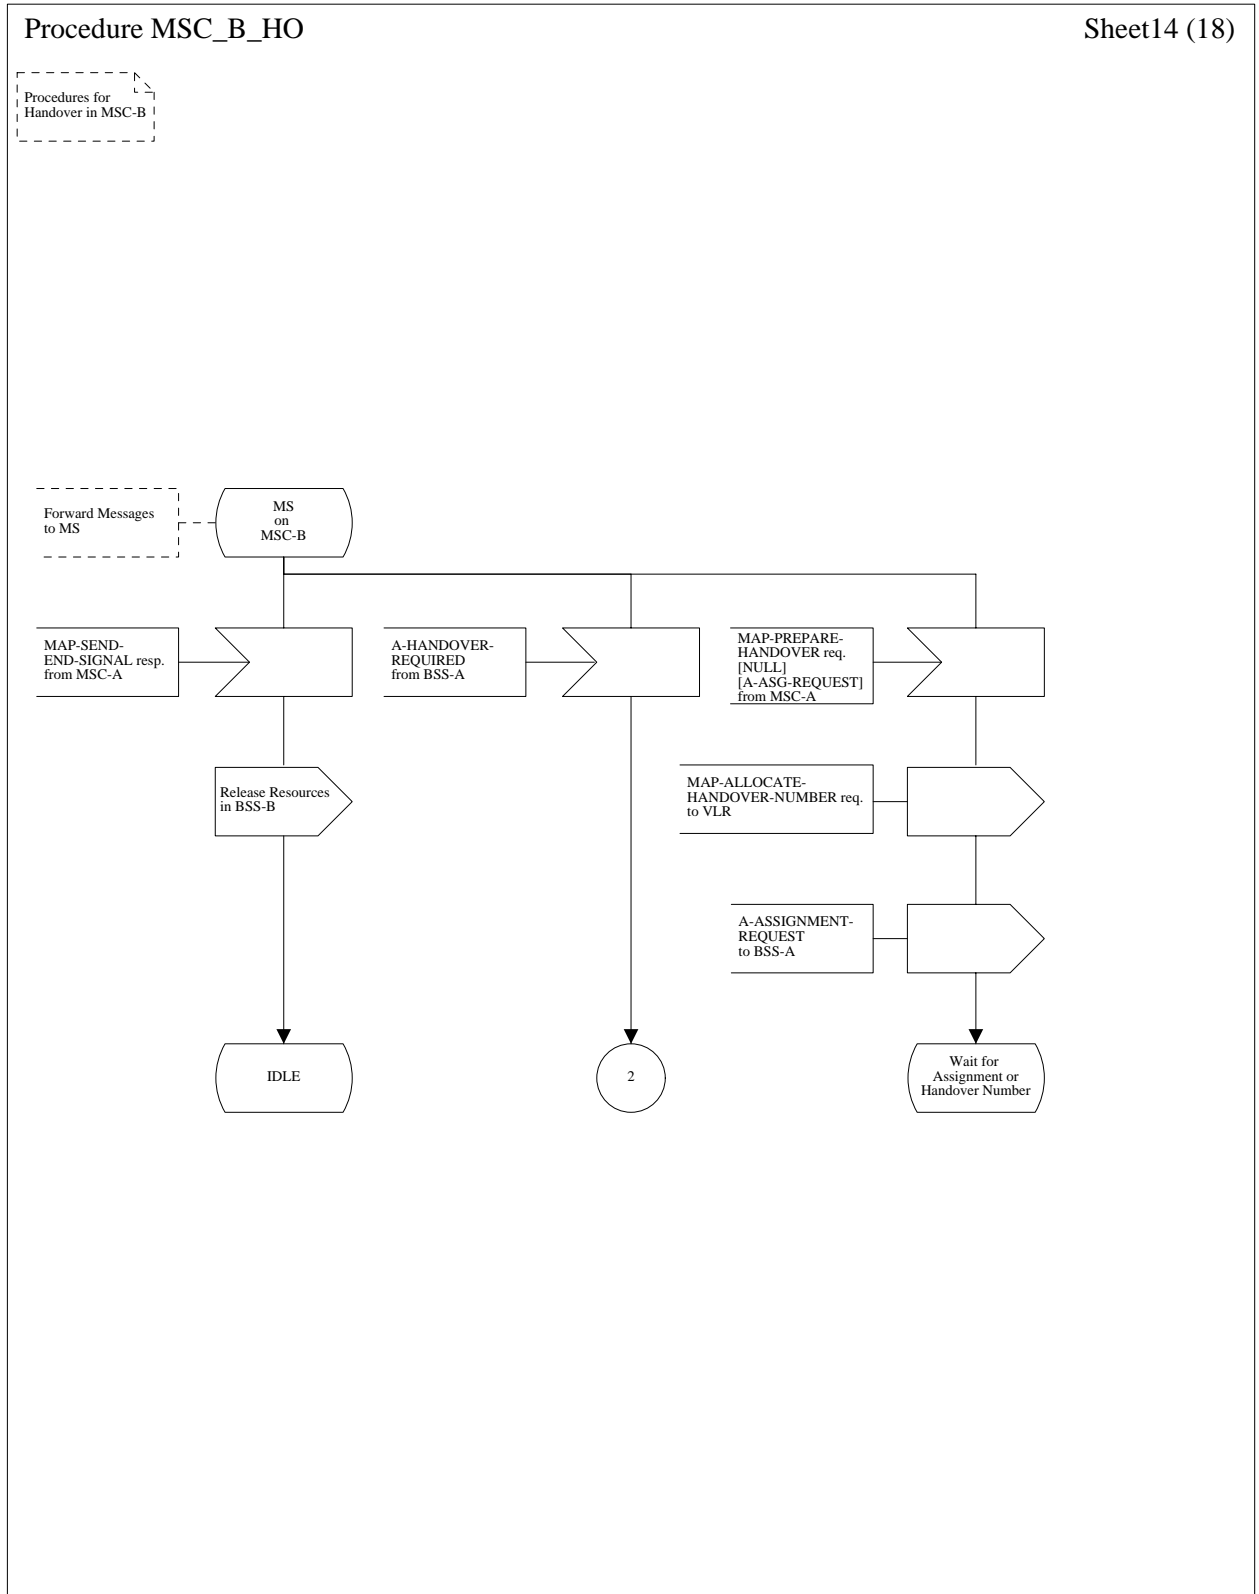 Procedure MSC_B_HO
Sheet14 (18)
Procedures for
Handover in MSC-B
Forward Messages
to MS
MS
on
MSC-B
MAP-SEND-
END-SIGNAL resp.
from MSC-A
A-HANDOVER-
REQUIRED
from BSS-A
MAP-PREPARE-
HANDOVER req.
[NULL]
[A-ASG-REQUEST]
from MSC-A
Release Resources
in BSS-B
MAP-ALLOCATE-
HANDOVER-NUMBER req.
to VLR
A-ASSIGNMENT-
REQUEST
to BSS-A
IDLE
2
Wait for
Assignment or
Handover Number